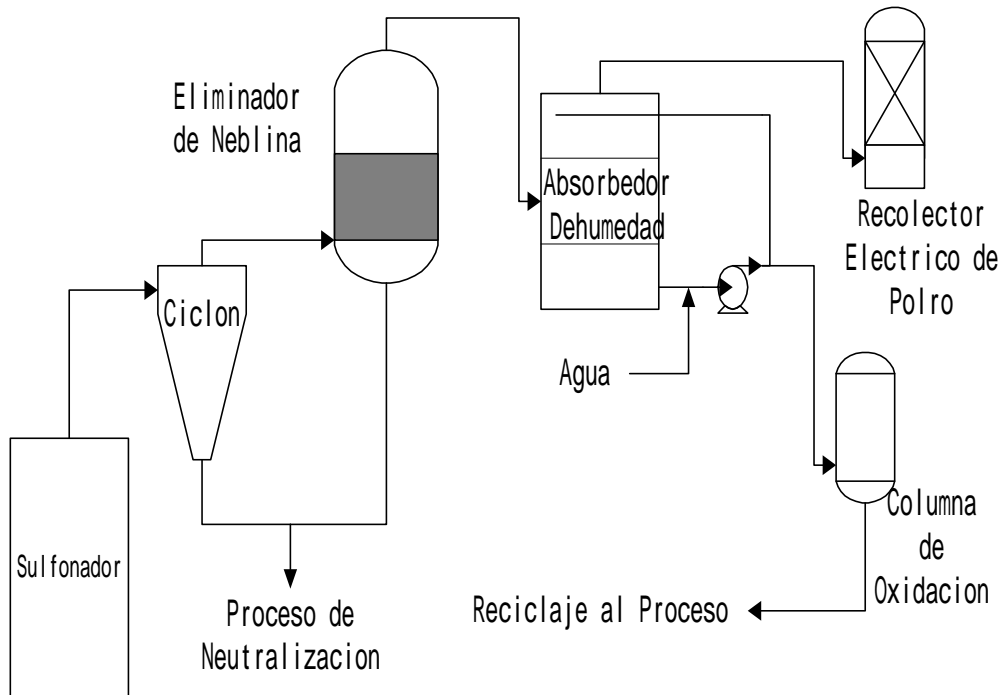 Eliminador
de Neblina
Absorbedor
Dehumedad
Recolector
Electrico de
Polro
Ciclon
Agua
Columna
de
Oxidacion
Sulfonador
Proceso de
Neutralizacion
Reciclaje al Proceso